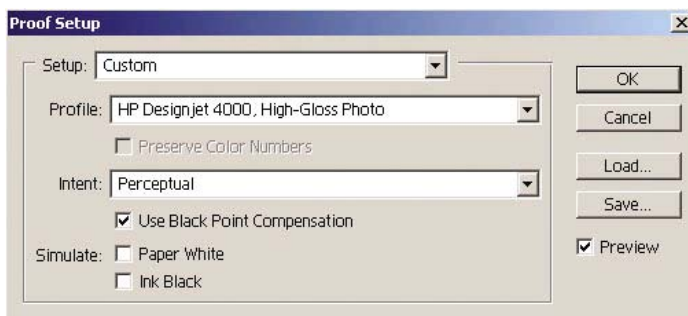 Proof Setup
Setup: Custom
OK
Profile: HP Designjet 4000, High-Gloss Photo
Cancel
Preserve Color Numbers
Load...
Intent: Perceptual
Save...
Use Black Point Compensation
Preview
Simulate: Paper White
Ink Black